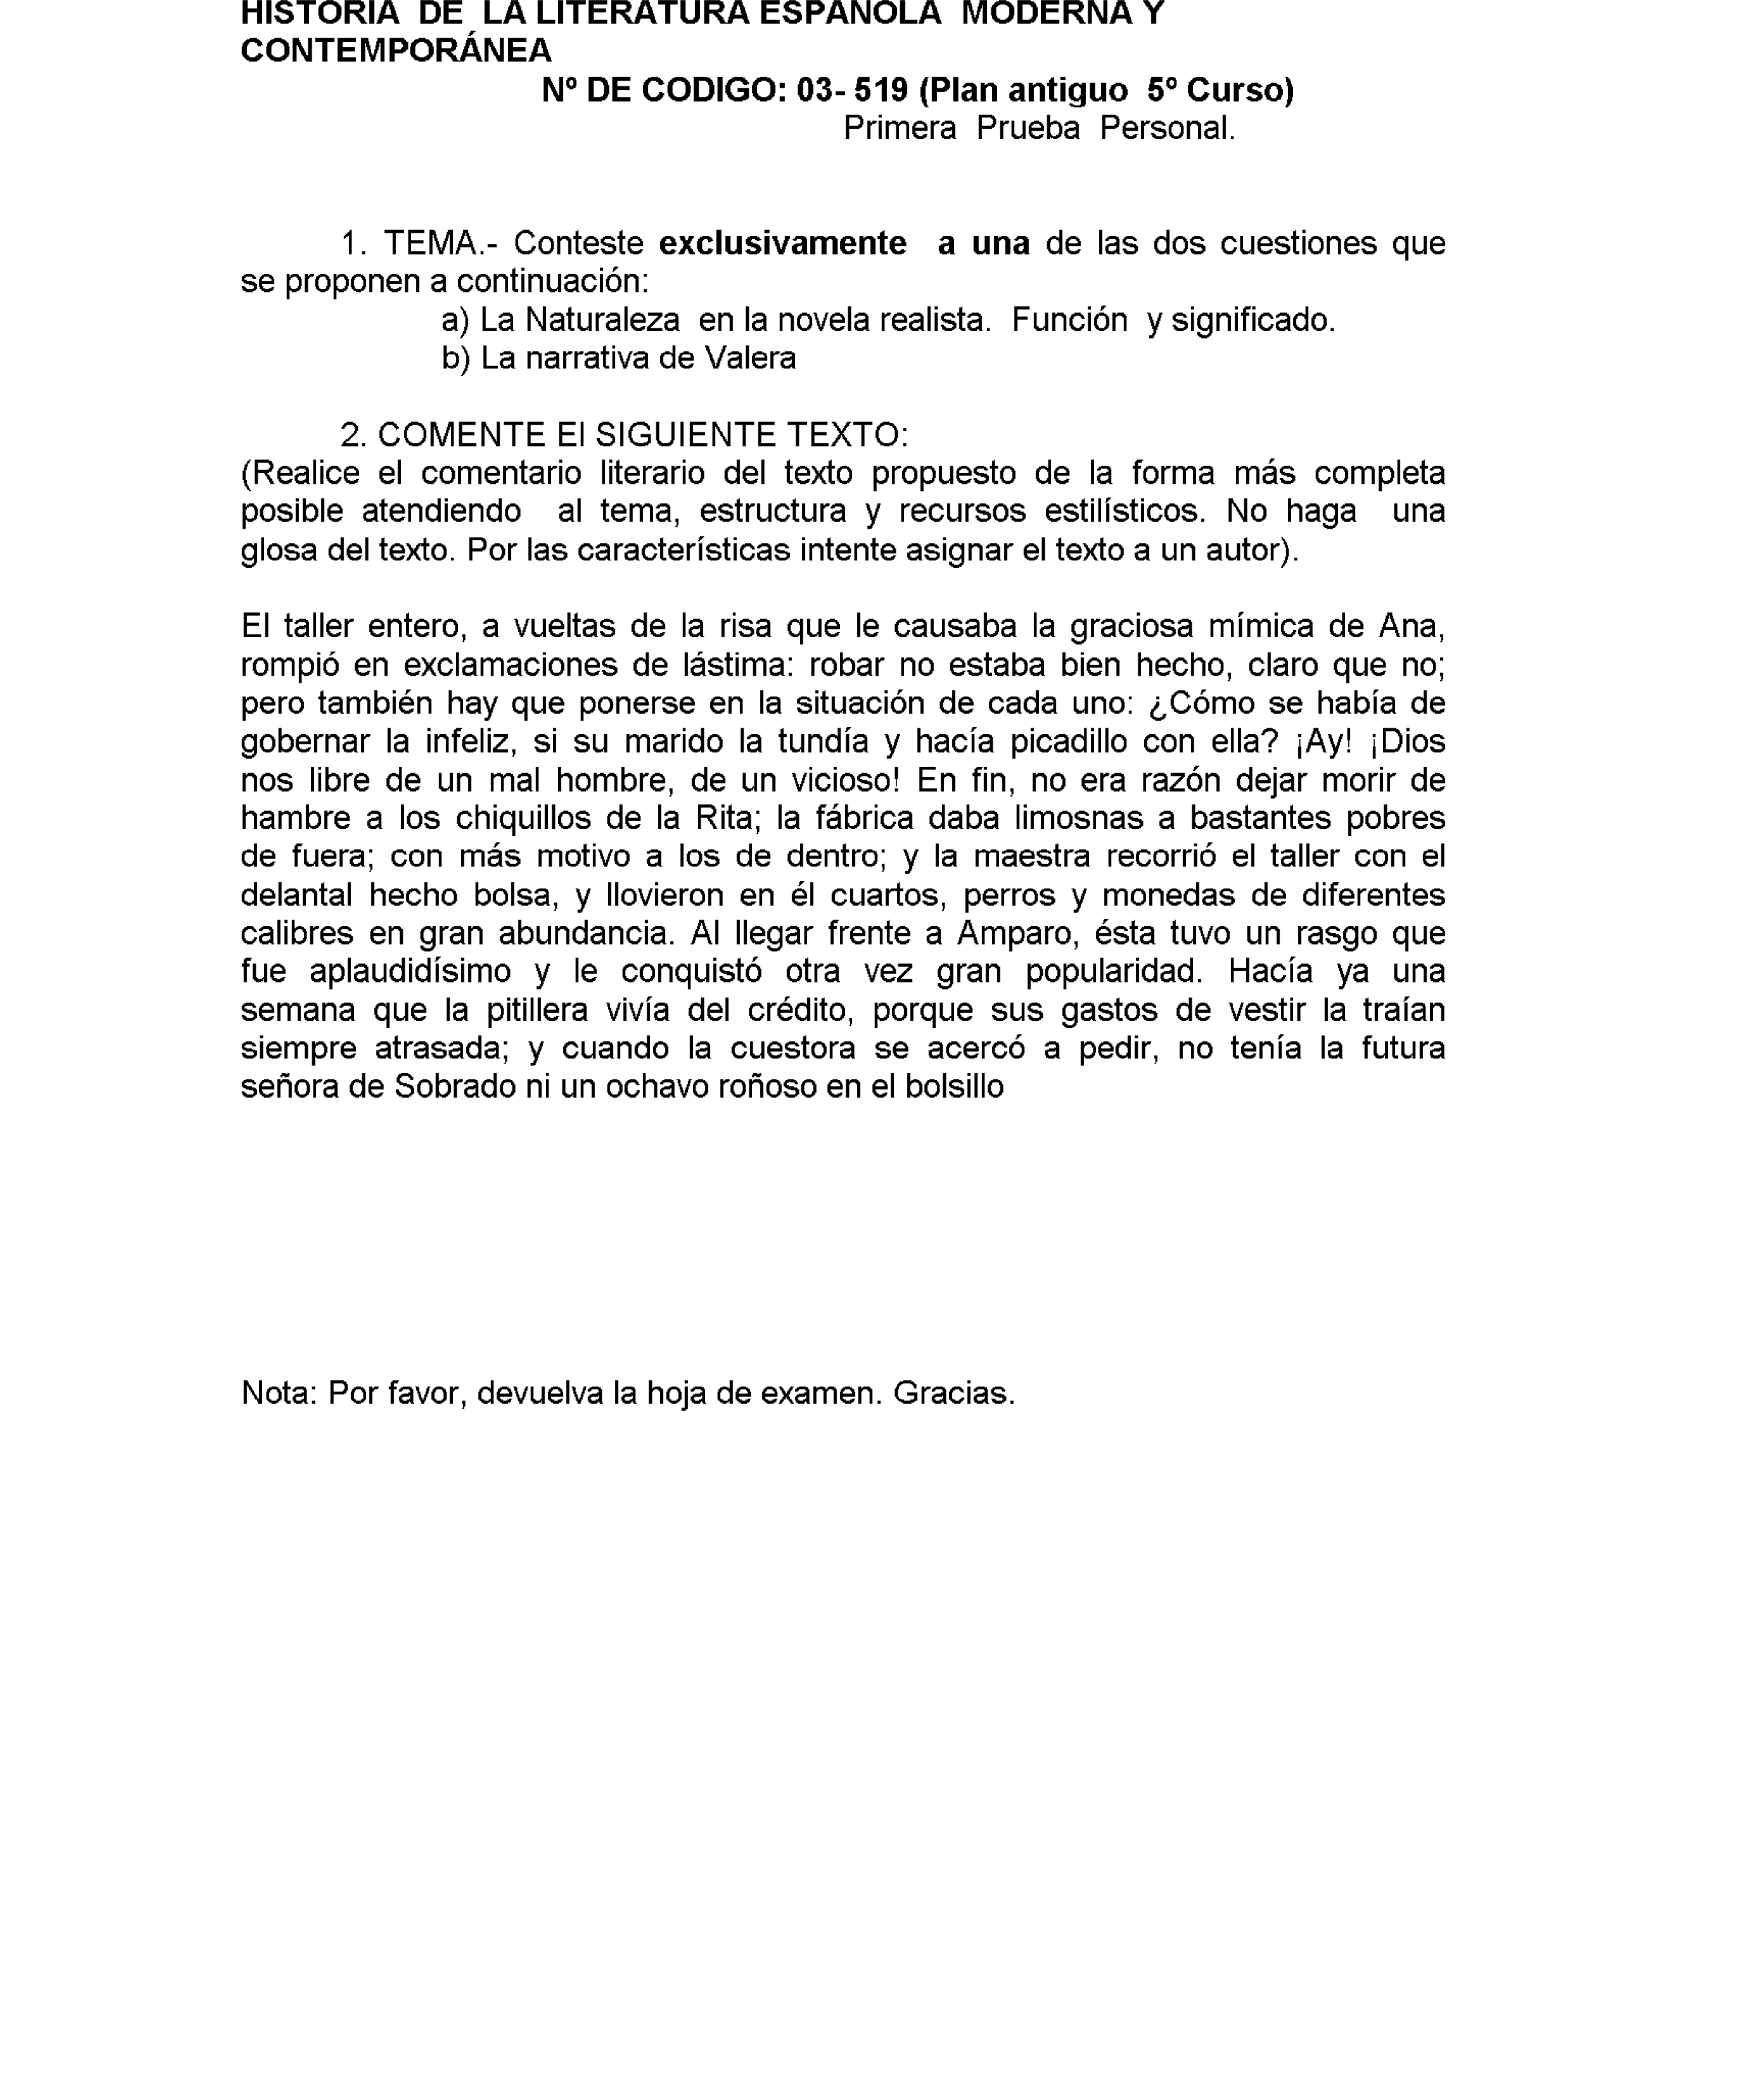 HISTORIA DE LA LITERATURA ESPAÑOLA MODERNA Y
CONTEMPORÁNEA
Nº DE CODIGO: 03- 519 (Plan antiguo 5º Curso)
Primera Prueba Personal.
1. TEMA.- Conteste exclusivamente a una de las dos cuestiones que
se proponen a continuación:
a) La Naturaleza en la novela realista. Función y significado.
b) La narrativa de Valera
2. COMENTE El SIGUIENTE TEXTO:
(Realice el comentario literario del texto propuesto de la forma más completa
posible atendiendo al tema, estructura y recursos estilísticos. No haga una
glosa del texto. Por las características intente asignar el texto a un autor).
El taller entero, a vueltas de la risa que le causaba la graciosa mímica de Ana,
rompió en exclamaciones de lástima: robar no estaba bien hecho, claro que no;
pero también hay que ponerse en la situación de cada uno: ¿Cómo se había de
gobernar la infeliz, si su marido la tundía y hacía picadillo con ella? ¡Ay! ¡Dios
nos libre de un mal hombre, de un vicioso! En fin, no era razón dejar morir de
hambre a los chiquillos de la Rita; la fábrica daba limosnas a bastantes pobres
de fuera; con más motivo a los de dentro; y la maestra recorrió el taller con el
delantal hecho bolsa, y llovieron en él cuartos, perros y monedas de diferentes
calibres en gran abundancia. Al llegar frente a Amparo, ésta tuvo un rasgo que
fue aplaudidísimo y le conquistó otra vez gran popularidad. Hacía ya una
semana que la pitillera vivía del crédito, porque sus gastos de vestir la traían
siempre atrasada; y cuando la cuestora se acercó a pedir, no tenía la futura
señora de Sobrado ni un ochavo roñoso en el bolsillo
Nota: Por favor, devuelva la hoja de examen. Gracias.